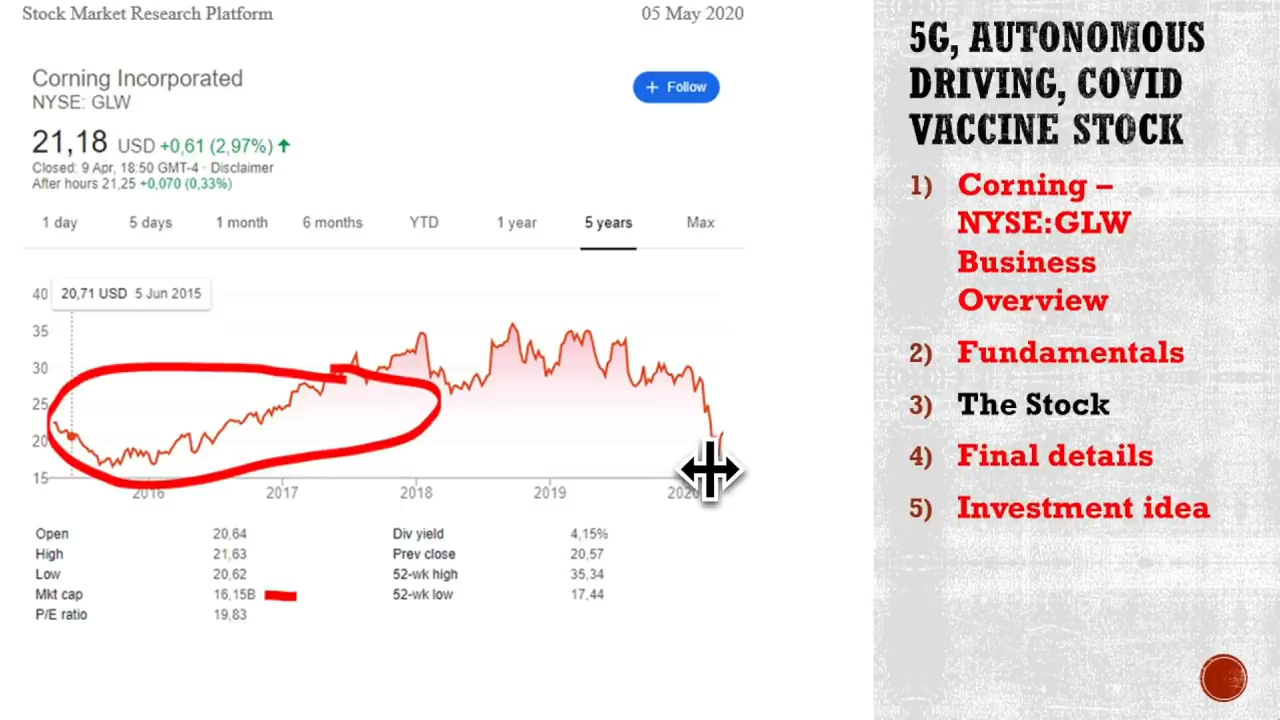 Stock Market Research Platform 05 May 2020
Corning Incorporated
NYSE: GLW
+ Follow
21,18 USD +0,61 (2,97%)
Closed: 9 Apr, 18:50 GMT-4 · Disclaimer
After hours 21,25 +0,070 (0,33%)
1 day 5 days 1 month 6 months YTD 1 year 5 years Max
20,71 USD 5 Jun 2015
40
35
30
25
20
15
2016 2017 2018 2019 2020
Open 20,64 Div yield 4,15%
High 21,63 Prev close 20,57
Low 20,62 52-wk high 35,34
Mkt cap 16,15B 52-wk low 17,44
P/E ratio 19,83
5G, AUTONOMOUS
DRIVING, COVID
VACCINE STOCK
1) Corning –
NYSE:GLW
Business
Overview
2) Fundamentals
3) The Stock
4) Final details
5) Investment idea